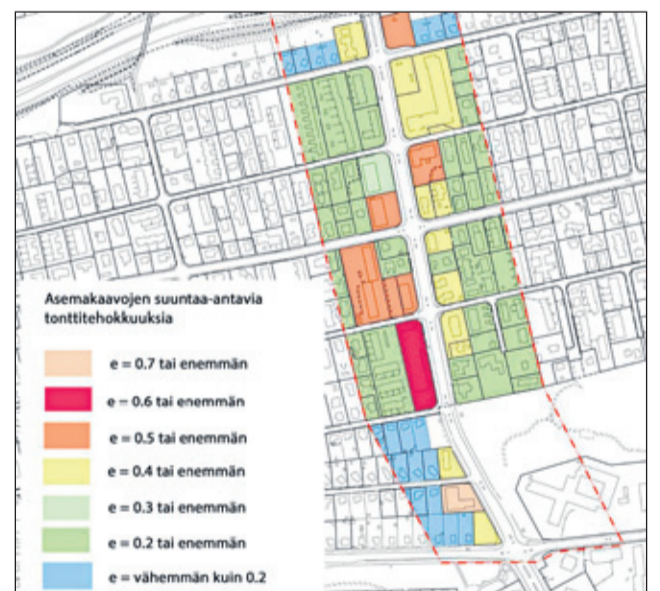 Asemakaavojen suuntaa-antavia
tonttitehokkuuksia
e = 0.7 tai enemmän
e = 0.6 tai enemmän
e = 0.5 tai enemmän
e = 0.4 tai enemmän
e = 0.3 tai enemmän
e = 0.2 tai enemmän
e = vähemmän kuin 0.2